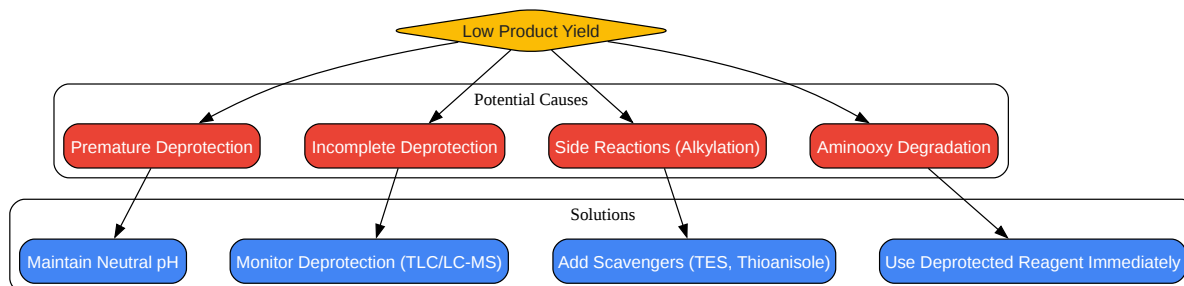 Low Product Yield
Potential Causes
Premature Deprotection
Incomplete Deprotection
Side Reactions (Alkylation)
Aminooxy Degradation
Solutions
Maintain Neutral pH
Monitor Deprotection (TLC/LC-MS)
Add Scavengers (TES, Thioanisole)
Use Deprotected Reagent Immediately